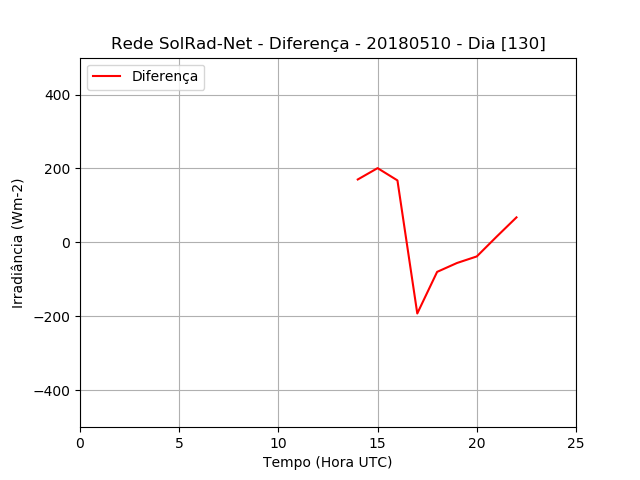 Rede SolRad-Net - Diferença - 20180510 - Dia [130]
Diferença
400
200
0
−200
−400
Irradiância (Wm-2)
0 5 10 15 20 25
Tempo (Hora UTC)